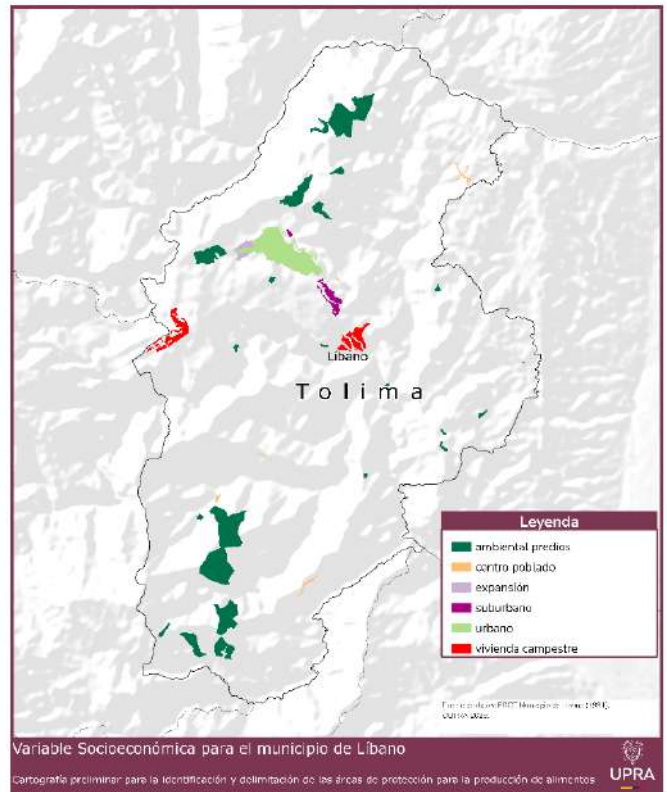 Líbano
Tolima
Leyenda
ambiental predios
centro poblado
expansión
suburbano
urbano
vivienda campestre
UPRA
Variable Socioeconómica para el municipio de Líbano
Cartografía preliminar para la identificación y delimitación de las áreas de protección para la producción de alimentos
UPRA